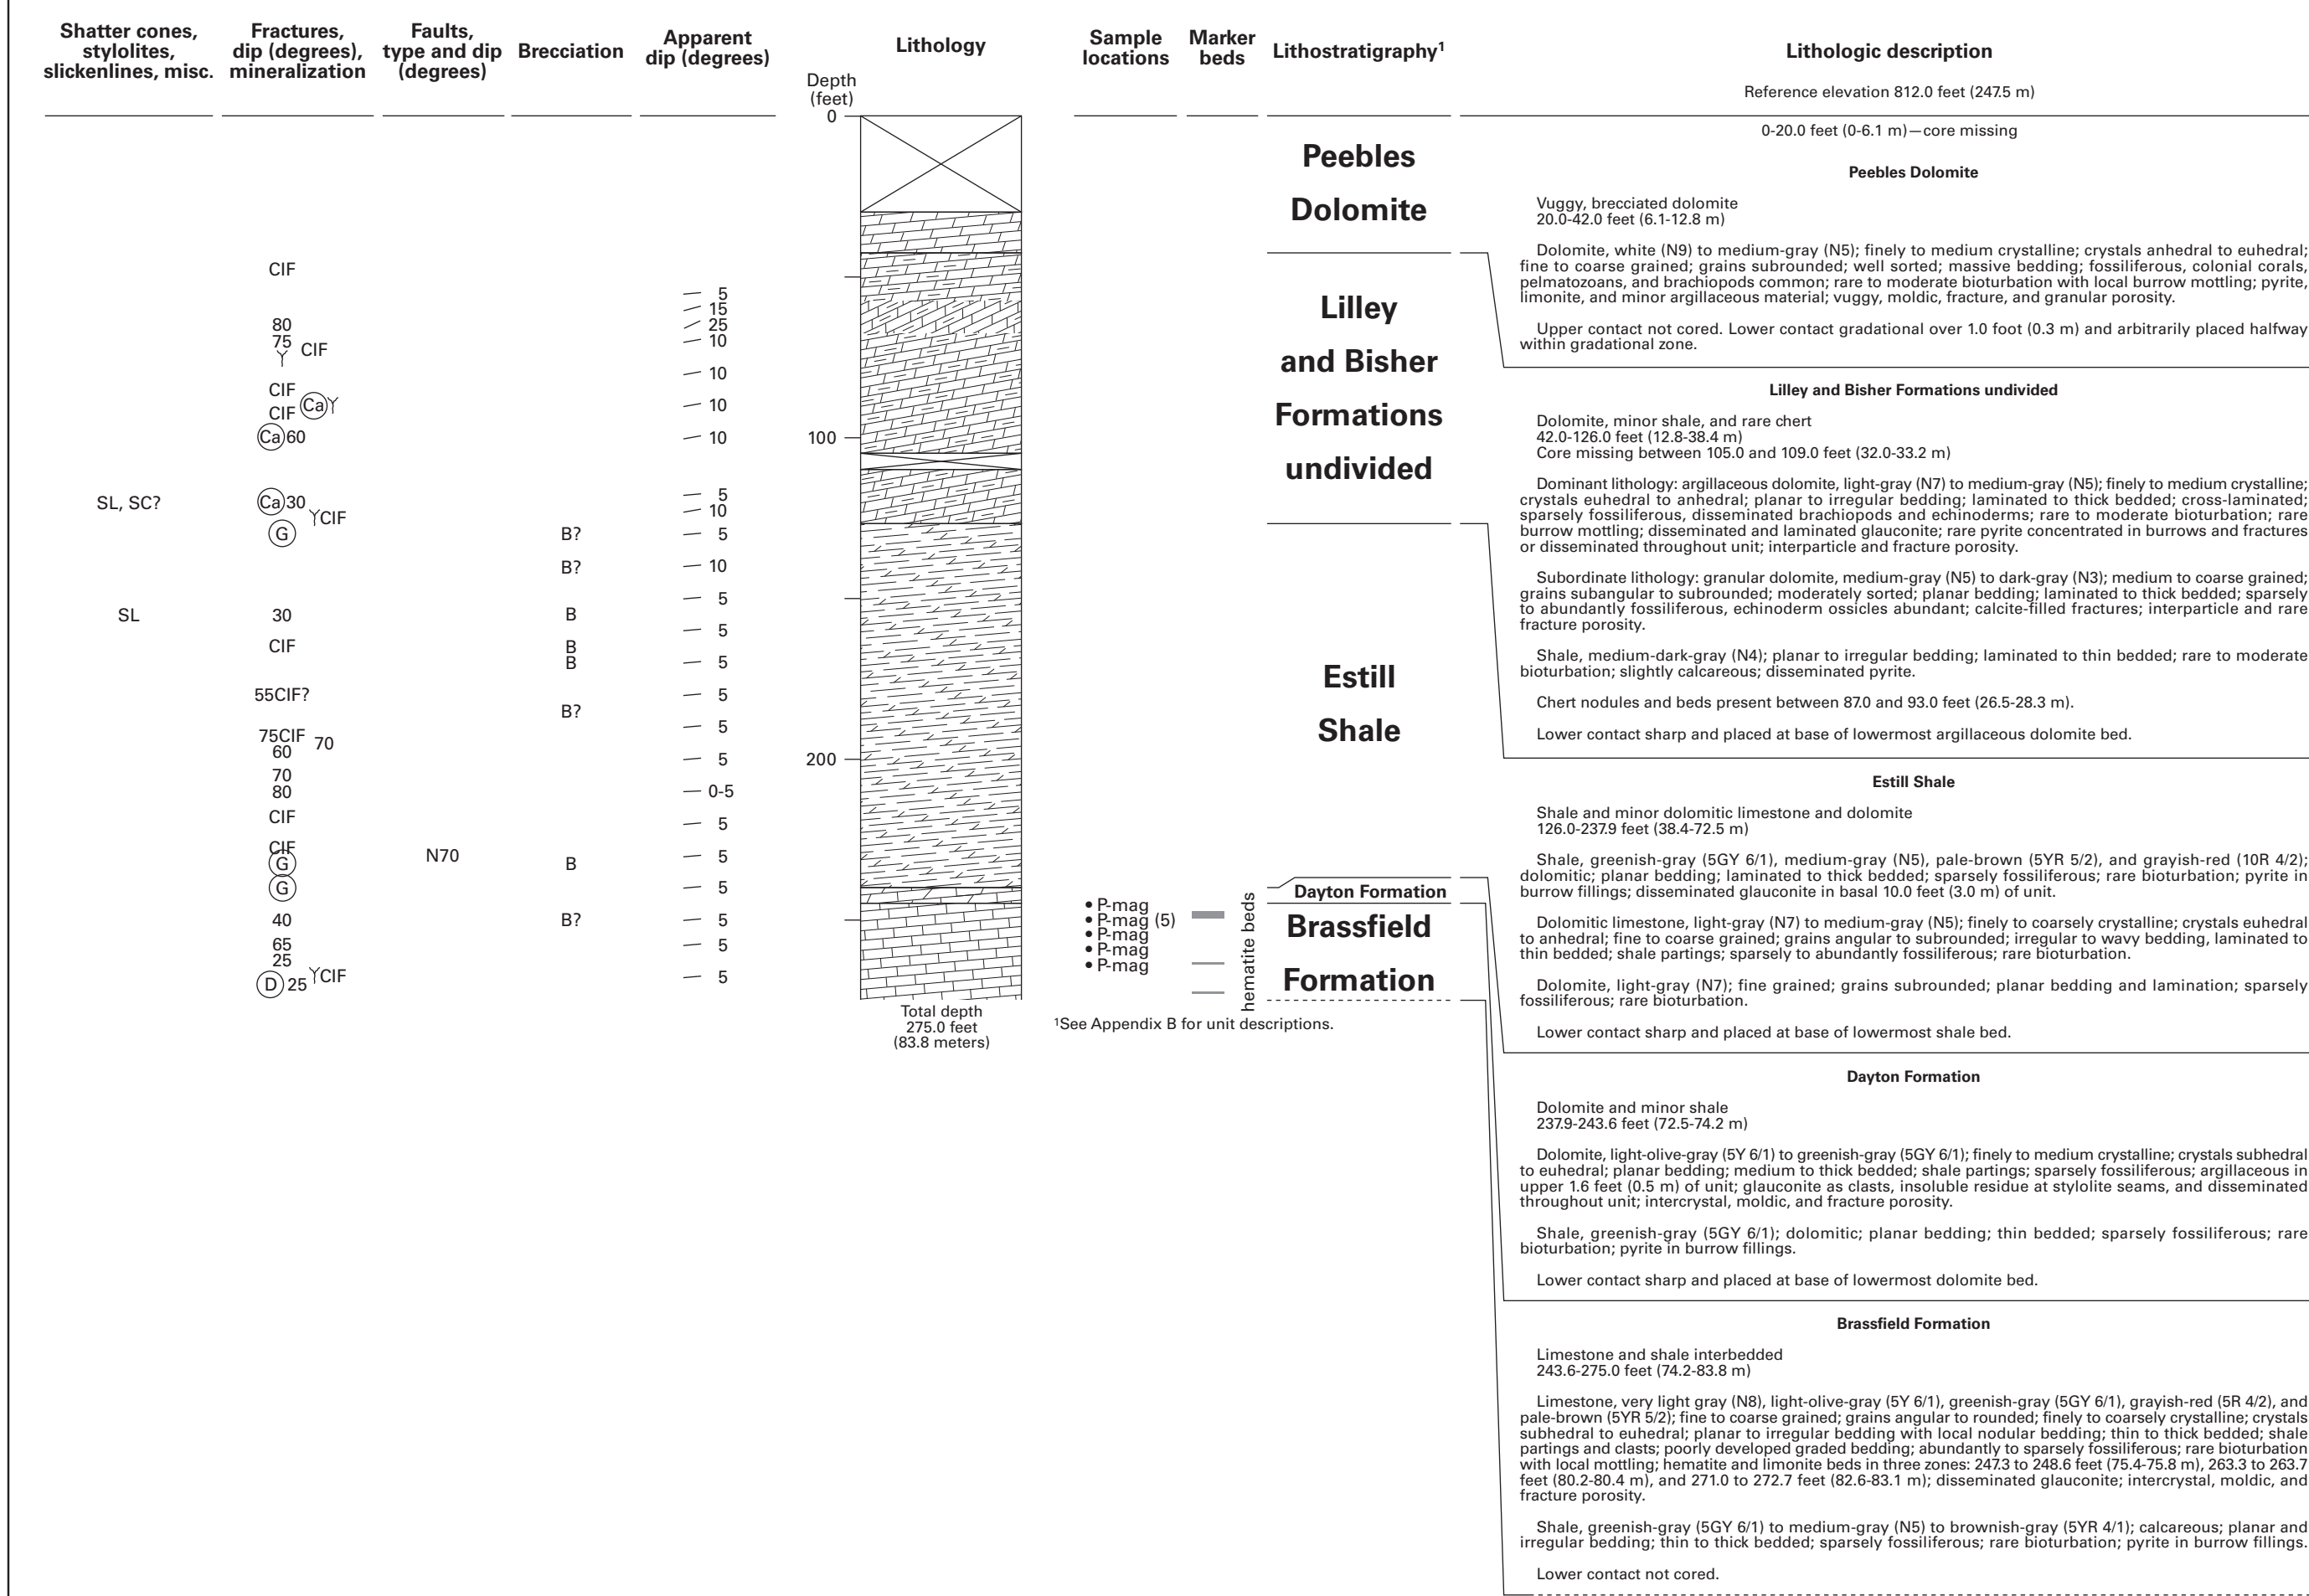 Shatter cones,
stylolites,
slickenlines, misc.
Fractures,
dip (degrees),
mineralization
Faults,
type and dip
(degrees)
Brecciation
Apparent
dip (degrees)
Lithology
Sample
locations
Marker
beds
Lithostratigraphy¹
Lithologic description
Depth
(feet)
0
100
200
SL, SC?
SL
CIF
80
75
CIF
CIF
CIF Ca
Ca 60
Ca 30
CIF
G
30
CIF
55CIF?
75CIF 70
60
70
80
CIF
CIF
G
G
40
65
25
D 25 CIF
N70
B?
B?
B
B
B
B?
B
B?
5
15
25
10
10
10
10
5
10
5
10
5
5
5
5
5
5
0-5
5
5
5
5
5
5
Total depth
275.0 feet
(83.8 meters)
• P-mag
• P-mag (5)
• P-mag
• P-mag
• P-mag
hematite beds
Peebles
Dolomite
Lilley
and Bisher
Formations
undivided
Estill
Shale
Dayton Formation
Brassfield
Formation
¹See Appendix B for unit descriptions.
Reference elevation 812.0 feet (247.5 m)
0-20.0 feet (0-6.1 m)—core missing
Peebles Dolomite
Vuggy, brecciated dolomite
20.0-42.0 feet (6.1-12.8 m)
Dolomite, white (N9) to medium-gray (N5); finely to medium crystalline; crystals anhedral to euhedral;
fine to coarse grained; grains subrounded; well sorted; massive bedding; fossiliferous, colonial corals,
pelmatozoans, and brachiopods common; rare to moderate bioturbation with local burrow mottling; pyrite,
limonite, and minor argillaceous material; vuggy, moldic, fracture, and granular porosity.
Upper contact not cored. Lower contact gradational over 1.0 foot (0.3 m) and arbitrarily placed halfway
within gradational zone.
Lilley and Bisher Formations undivided
Dolomite, minor shale, and rare chert
42.0-126.0 feet (12.8-38.4 m)
Core missing between 105.0 and 109.0 feet (32.0-33.2 m)
Dominant lithology: argillaceous dolomite, light-gray (N7) to medium-gray (N5); finely to medium crystalline;
crystals euhedral to anhedral; planar to irregular bedding; laminated to thick bedded; cross-laminated;
sparsely fossiliferous, disseminated brachiopods and echinoderms; rare to moderate bioturbation; rare
burrow mottling; disseminated and laminated glauconite; rare pyrite concentrated in burrows and fractures
or disseminated throughout unit; interparticle and fracture porosity.
Subordinate lithology: granular dolomite, medium-gray (N5) to dark-gray (N3); medium to coarse grained;
grains subangular to subrounded; moderately sorted; planar bedding; laminated to thick bedded; sparsely
to abundantly fossiliferous, echinoderm ossicles abundant; calcite-filled fractures; interparticle and rare
fracture porosity.
Shale, medium-dark-gray (N4); planar to irregular bedding; laminated to thin bedded; rare to moderate
bioturbation; slightly calcareous; disseminated pyrite.
Chert nodules and beds present between 87.0 and 93.0 feet (26.5-28.3 m).
Lower contact sharp and placed at base of lowermost argillaceous dolomite bed.
Estill Shale
Shale and minor dolomitic limestone and dolomite
126.0-237.9 feet (38.4-72.5 m)
Shale, greenish-gray (5GY 6/1), medium-gray (N5), pale-brown (5YR 5/2), and grayish-red (10R 4/2);
dolomitic; planar bedding; laminated to thick bedded; sparsely fossiliferous; rare bioturbation; pyrite in
burrow fillings; disseminated glauconite in basal 10.0 feet (3.0 m) of unit.
Dolomitic limestone, light-gray (N7) to medium-gray (N5); finely to coarsely crystalline; crystals euhedral
to anhedral; fine to coarse grained; grains angular to subrounded; irregular to wavy bedding, laminated to
thin bedded; shale partings; sparsely to abundantly fossiliferous; rare bioturbation.
Dolomite, light-gray (N7); fine grained; grains subrounded; planar bedding and lamination; sparsely
fossiliferous; rare bioturbation.
Lower contact sharp and placed at base of lowermost shale bed.
Dayton Formation
Dolomite and minor shale
237.9-243.6 feet (72.5-74.2 m)
Dolomite, light-olive-gray (5Y 6/1) to greenish-gray (5GY 6/1); finely to medium crystalline; crystals subhedral
to euhedral; planar bedding; medium to thick bedded; shale partings; sparsely fossiliferous; argillaceous in
upper 1.6 feet (0.5 m) of unit; glauconite as clasts, insoluble residue at stylolite seams, and disseminated
throughout unit; intercrystal, moldic, and fracture porosity.
Shale, greenish-gray (5GY 6/1); dolomitic; planar bedding; thin bedded; sparsely fossiliferous; rare
bioturbation; pyrite in burrow fillings.
Lower contact sharp and placed at base of lowermost dolomite bed.
Brassfield Formation
Limestone and shale interbedded
243.6-275.0 feet (74.2-83.8 m)
Limestone, very light gray (N8), light-olive-gray (5Y 6/1), greenish-gray (5GY 6/1), grayish-red (5R 4/2), and
pale-brown (5YR 5/2); fine to coarse grained; grains angular to rounded; finely to coarsely crystalline; crystals
subhedral to euhedral; planar to irregular bedding with local nodular bedding; thin to thick bedded; shale
partings and clasts; poorly developed graded bedding; abundantly to sparsely fossiliferous; rare bioturbation
with local mottling; hematite and limonite beds in three zones: 247.3 to 248.6 feet (75.4-75.8 m), 263.3 to 263.7
feet (80.2-80.4 m), and 271.0 to 272.7 feet (82.6-83.1 m); disseminated glauconite; intercrystal, moldic, and
fracture porosity.
Shale, greenish-gray (5GY 6/1) to medium-gray (N5) to brownish-gray (5YR 4/1); calcareous; planar and
irregular bedding; thin to thick bedded; sparsely fossiliferous; rare bioturbation; pyrite in burrow fillings.
Lower contact not cored.